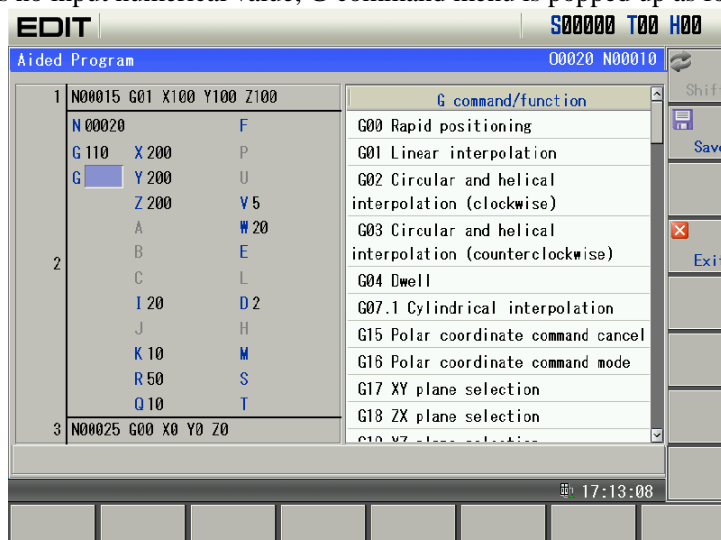 s no input numerical value, G command menu is popped up as fo
EDIT
S00000 T00 H00
Aided Program
O0020 N00010
1 N00015 G01 X100 Y100 Z100
N 00020 F
G 110 X 200 P
G Y 200 U
Z 200 V 5
A W 20
B E
2
C L
I 20 D 2
J H
K 10 M
R 50 S
Q 10 T
3 N00025 G00 X0 Y0 Z0
G command/function
G00 Rapid positioning
G01 Linear interpolation
G02 Circular and helical
interpolation (clockwise)
G03 Circular and helical
interpolation (counterclockwise)
G04 Dwell
G07.1 Cylindrical interpolation
G15 Polar coordinate command cancel
G16 Polar coordinate command mode
G17 XY plane selection
G18 ZX plane selection
Shif
Save
Exi
17:13:08